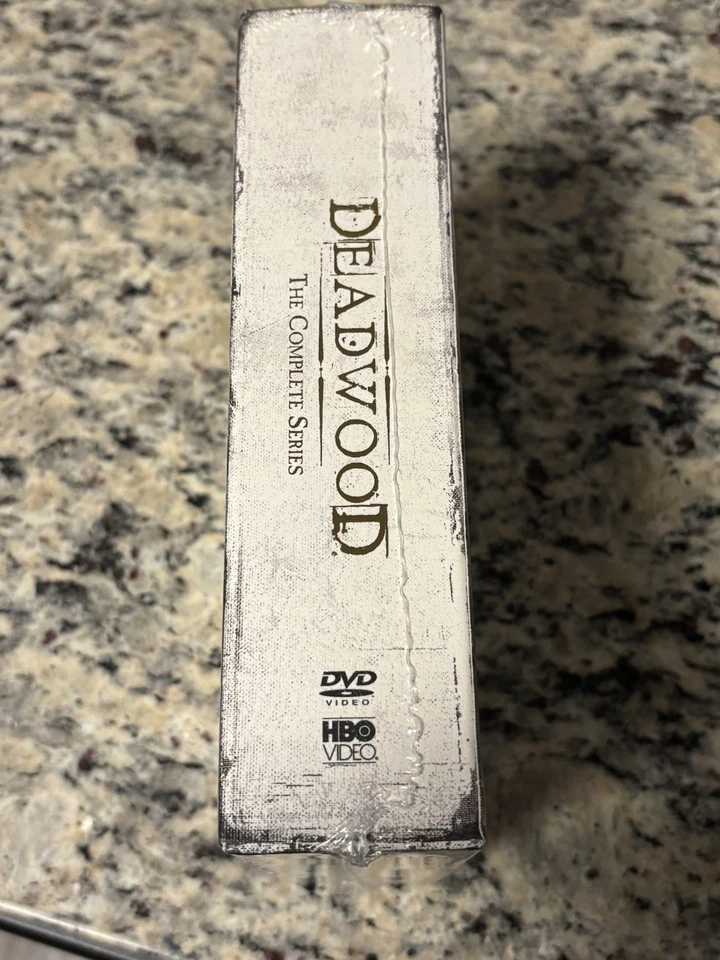 DEADWOOD
THE COMPLETE SERIES
DVD
VIDEO
HBO
VIDEO®